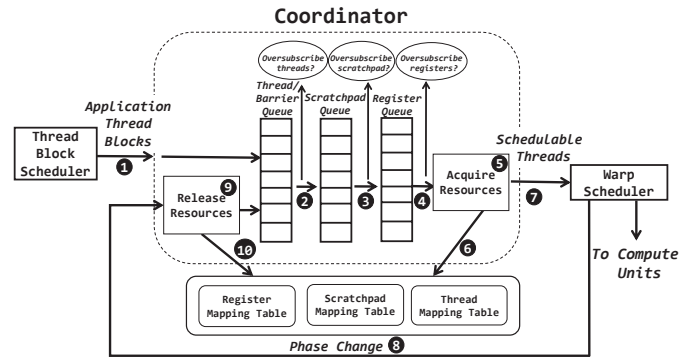 Coordinator
Oversubscribe
threads?
Oversubscribe
scratchpad?
Oversubscribe
registers?
Thread/
Barrier
Queue
Scratchpad
Queue
Register
Queue
Application
Thread
Blocks
Schedulable
Threads
Thread
Block
Scheduler
1
Release
Resources
9
2
3
4
Acquire
Resources
5
7
Warp
Scheduler
10
6
To Compute
Units
Register
Mapping Table
Scratchpad
Mapping Table
Thread
Mapping Table
Phase Change 8